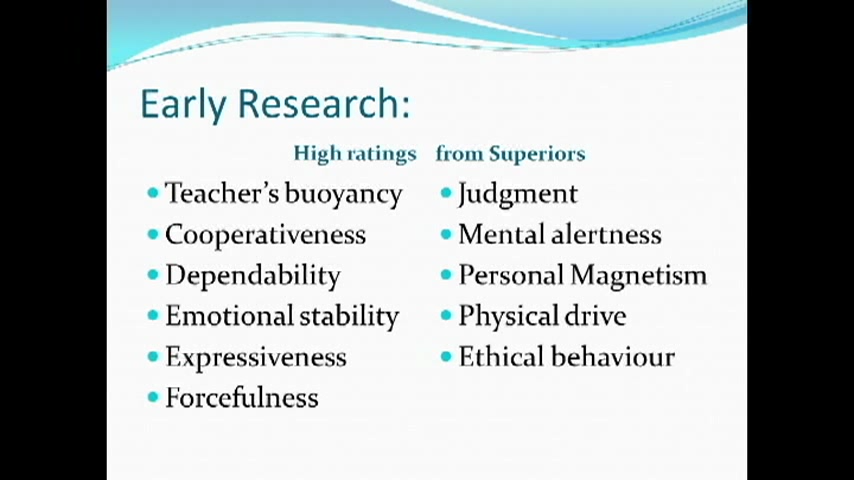 Early Research:
High ratings from Superiors
Teacher's buoyancy
Cooperativeness
Dependability
Emotional stability
Expressiveness
Forcefulness
Judgment
Mental alertness
Personal Magnetism
Physical drive
Ethical behaviour